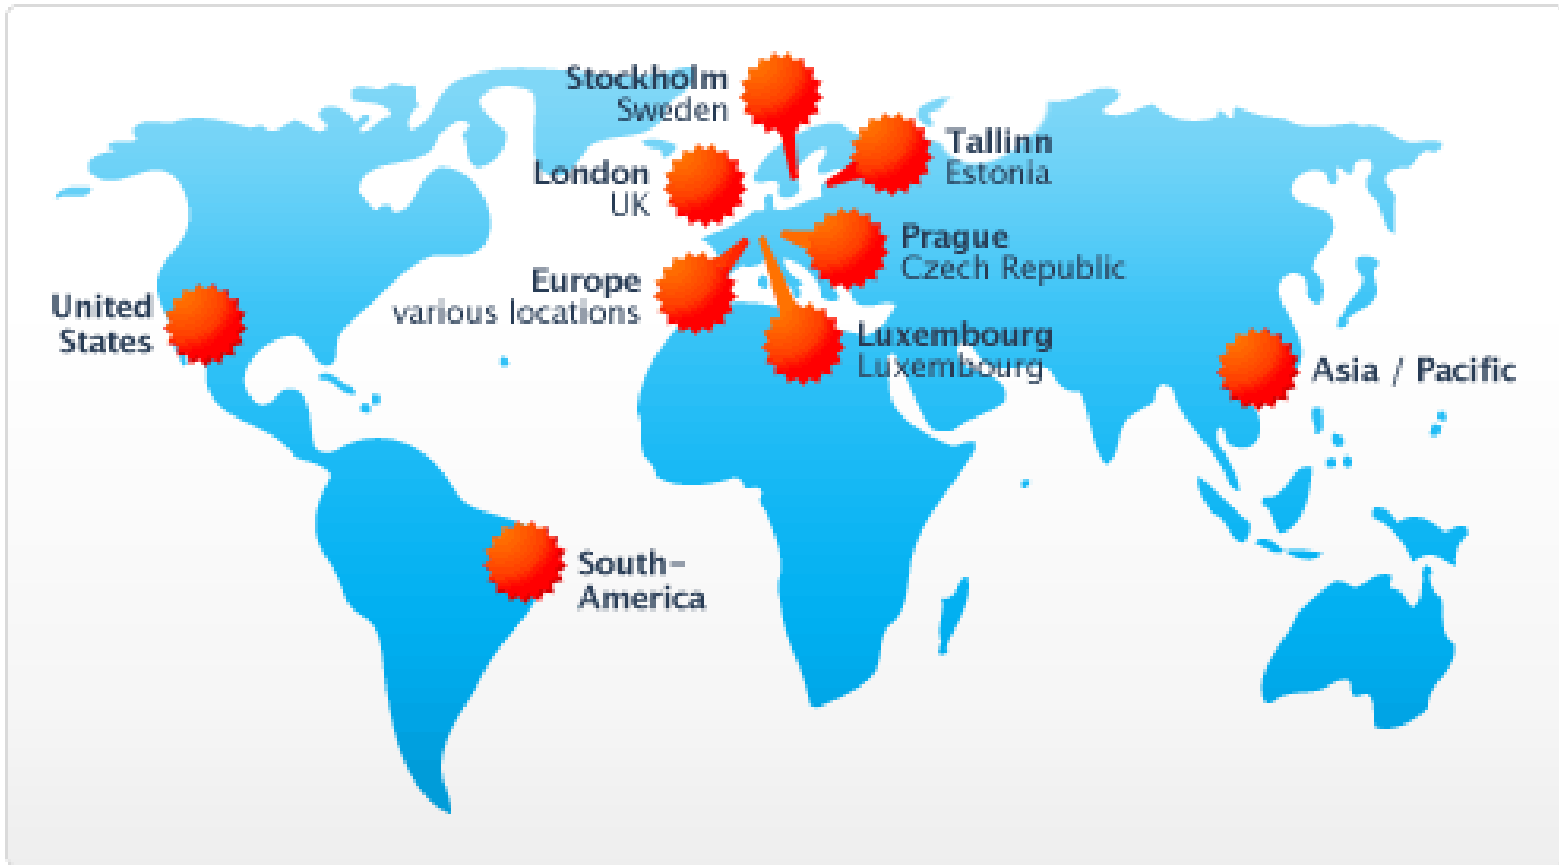 Stockholm
Sweden
Tallinn
Estonia
London
UK
Prague
Czech Republic
Europe
various locations
United
States
Luxembourg
Luxembourg
Asia / Pacific
South-
America